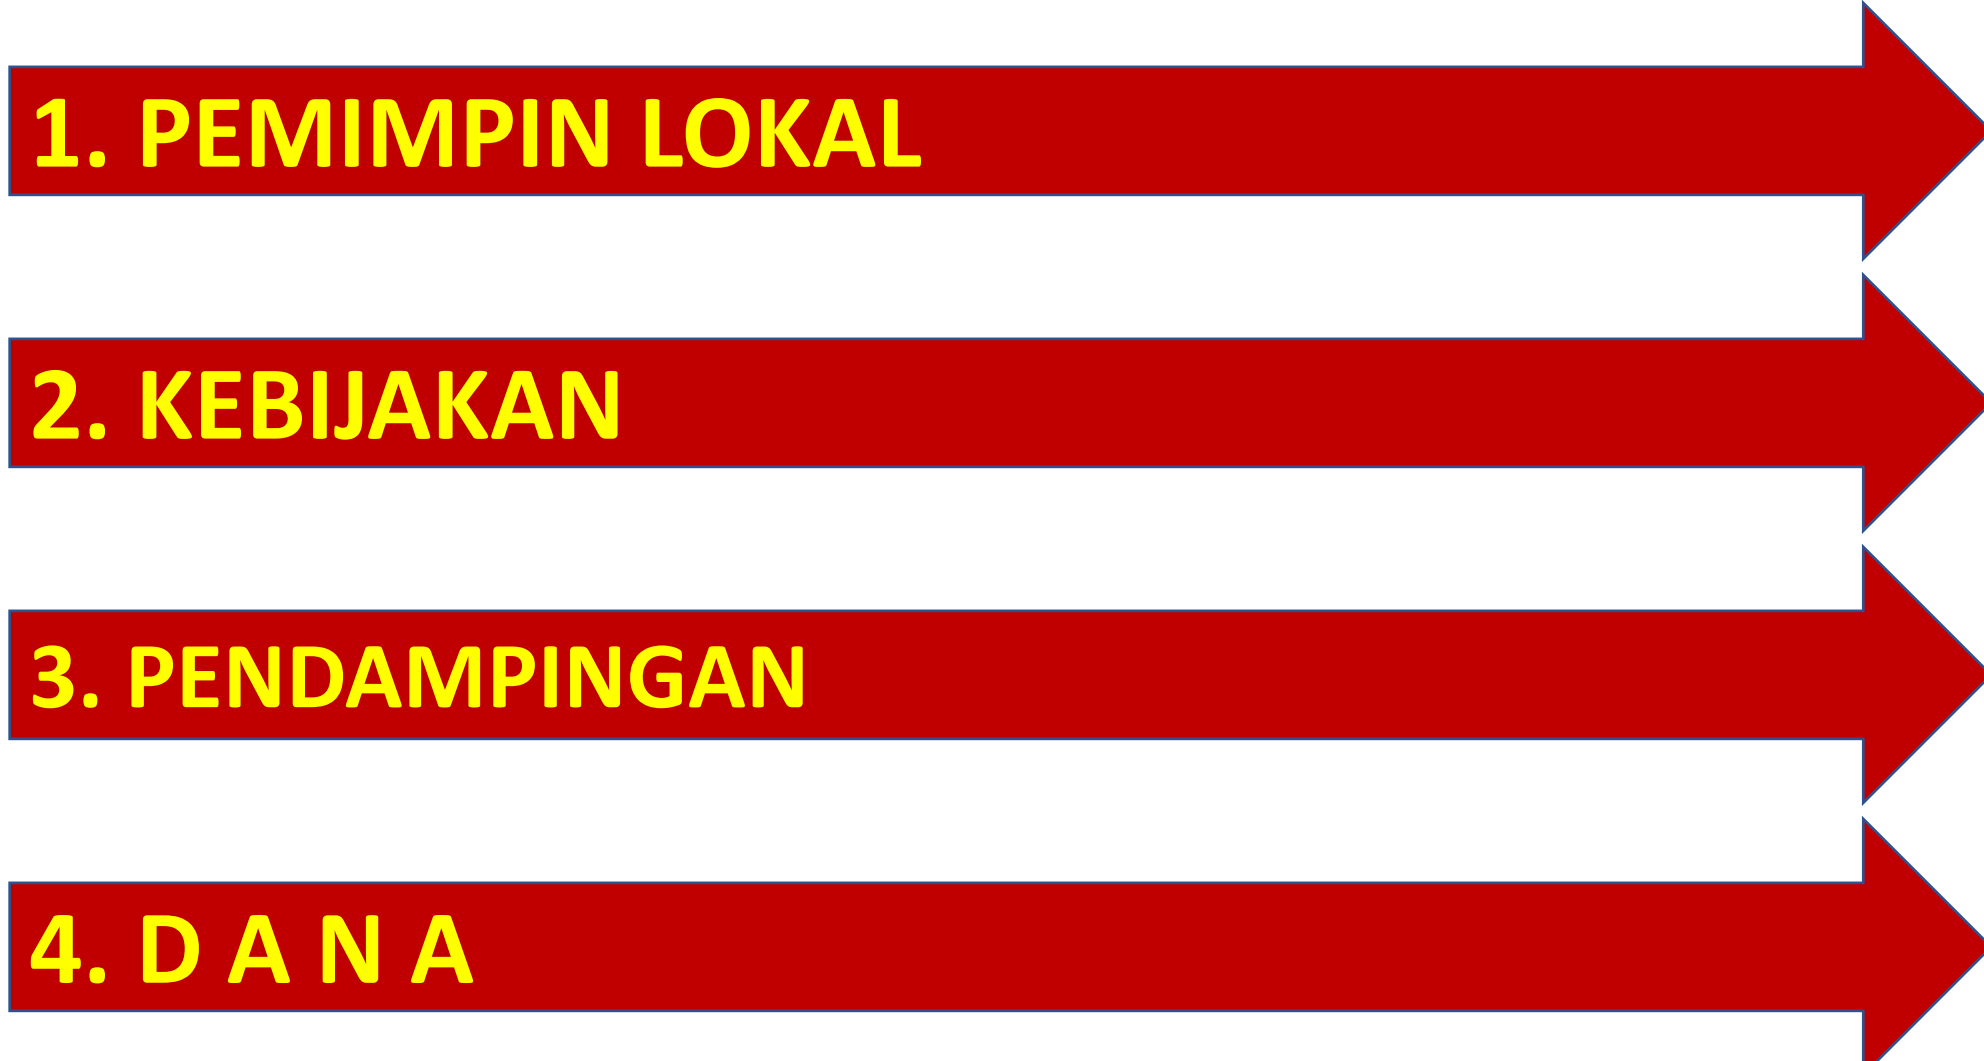 1. PEMIMPIN LOKAL
2. KEBIJAKAN
3. PENDAMPINGAN
4. D A N A